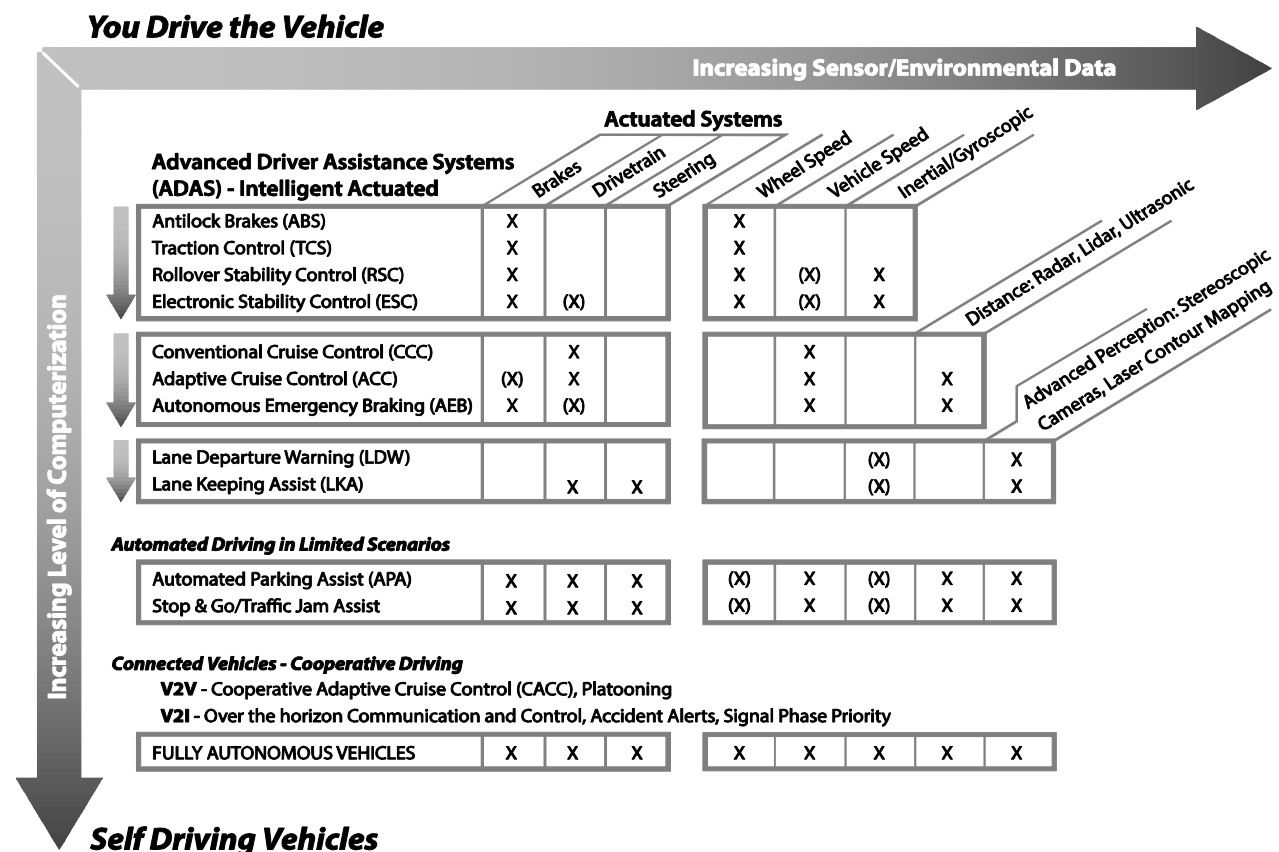 You Drive the Vehicle
Increasing Sensor/Environmental Data
Actuated Systems
Advanced Driver Assistance Systems
(ADAS) - Intelligent Actuated
Brakes
Drivetrain
Steering
Wheel Speed
Vehicle Speed
Inertial/Gyroscopic
Distance: Radar, Lidar, Ultrasonic
Advanced Perception: Stereoscopic
Cameras, Laser Contour Mapping
Increasing Level of Computerization
Antilock Brakes (ABS) X X
Traction Control (TCS) X X
Rollover Stability Control (RSC) X X (X) X
Electronic Stability Control (ESC) X (X) X (X) X
Conventional Cruise Control (CCC) X X
Adaptive Cruise Control (ACC) (X) X X X
Autonomous Emergency Braking (AEB) X (X) X X
Lane Departure Warning (LDW) (X) X
Lane Keeping Assist (LKA) X X (X) X
Automated Driving in Limited Scenarios
Automated Parking Assist (APA) X X X (X) X (X) X X
Stop & Go/Traffic Jam Assist X X X (X) X (X) X X
Connected Vehicles - Cooperative Driving
V2V - Cooperative Adaptive Cruise Control (CACC), Platooning
V2I - Over the horizon Communication and Control, Accident Alerts, Signal Phase Priority
FULLY AUTONOMOUS VEHICLES X X X X X X X X
Self Driving Vehicles